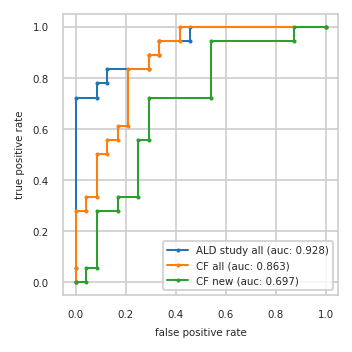 1.0
0.8
0.6
0.4
0.2
0.0
true positive rate
ALD study all (auc: 0.928)
CF all (auc: 0.863)
CF new (auc: 0.697)
0.0 0.2 0.4 0.6 0.8 1.0
false positive rate